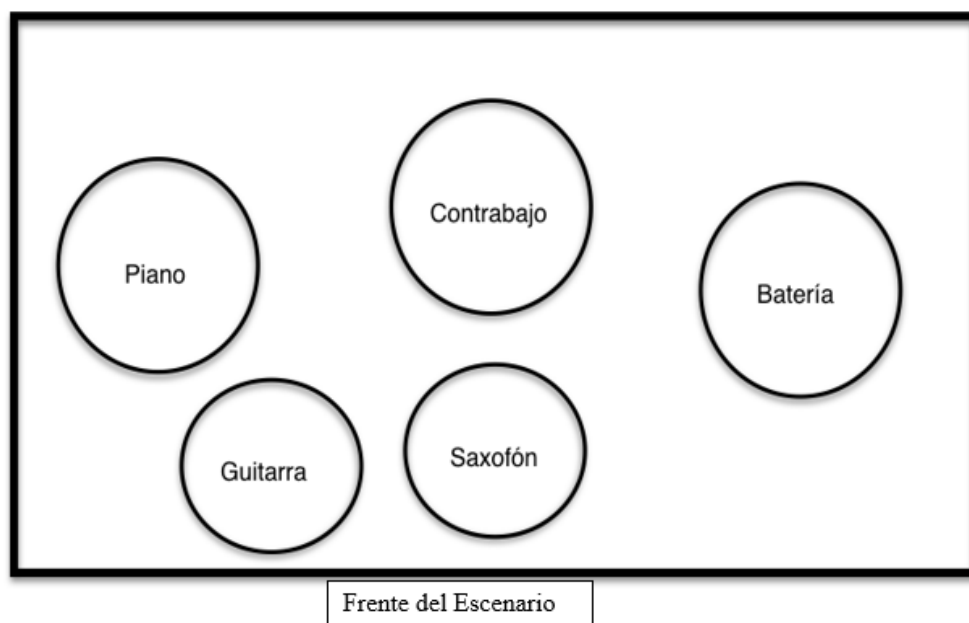 Contrabajo
Piano
Batería
Guitarra
Saxofón
Frente del Escenario